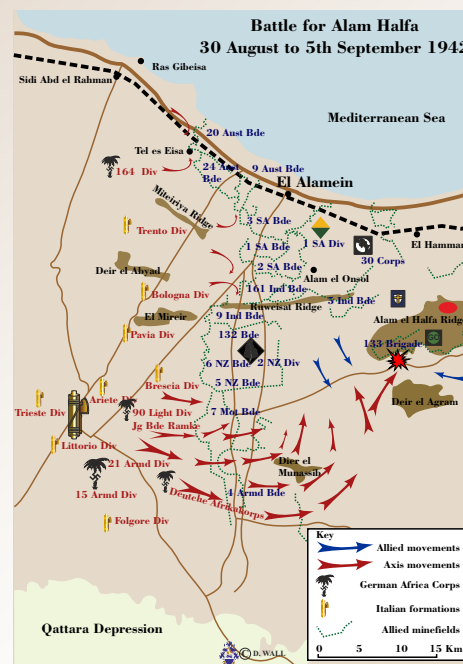 Battle for Alam Halfa
30 August to 5th September 1942
Ras Gibeisa
Sidi Abd el Rahman
Mediterranean Sea
20 Aust Bde
Tel es Eisa
24 Aust
Bde
9 Aust Bde
164 Div
El Alamein
Miteiriya Ridge
3 SA Bde
Trento Div
1 SA Bde
1 SA Div
El Hammam
30 Corps
2 SA Bde
Deir el Abyad
Alam el Onsol
161 Ind Bde
Bologna Div
Ruweisat Ridge
5 Ind Bde
Alam el Halfa Ridge
El Mireir
9 Ind Bde
Pavia Div
132 Bde
133 Brigade
6 NZ Bde
2 NZ Div
Brescia Div
5 NZ Bde
Ariete Div
Deir el Agram
Trieste Div
90 Light Div
7 Mot Bde
Jg Bde Ramke
Littorio Div
21 Armd Div
Dier el
Munassib
15 Armd Div
4 Armd Bde
Deutche Afrikakorps
Folgore Div
Key
Allied movements
Axis movements
German Africa Corps
Italian formations
Allied minefields
0 5 10 15 Km
Qattara Depression
© D. WALL